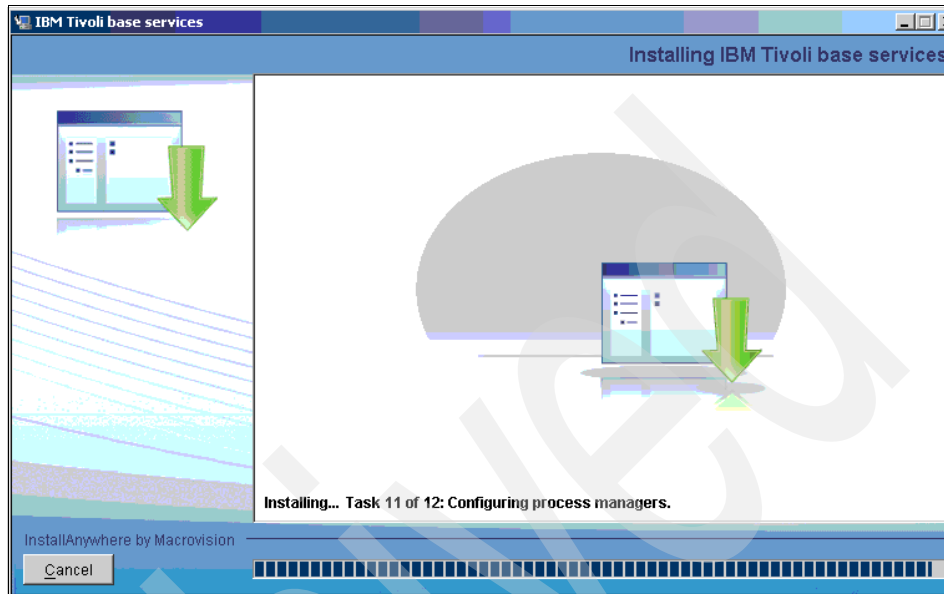 IBM Tivoli base services
Installing IBM Tivoli base services
Installing... Task 11 of 12: Configuring process managers.
InstallAnywhere by Macrovision
Cancel